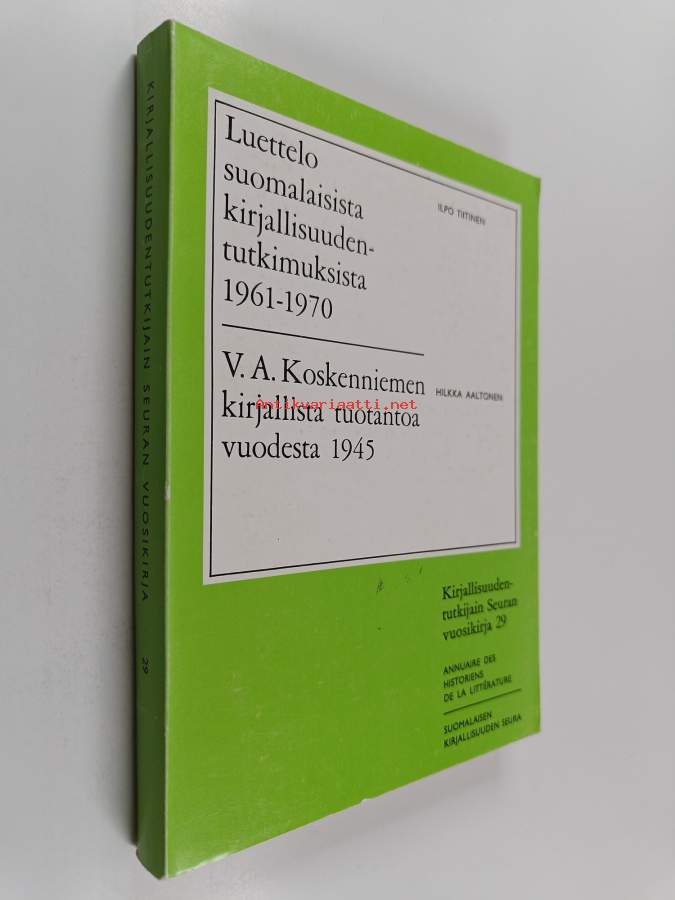 KIRJALLISUUDENTUTKIJAIN SEURAN VUOSIKIRJA 29
Luettelo
suomalaisista
kirjallisuuden-
tutkimuksista
1961-1970
ILPO TIITINEN
V. A. Koskenniemen
kirjallista tuotantoa
vuodesta 1945
HILKKA AALTONEN
Antikvariaatti.net
Kirjallisuuden-
tutkijain Seuran
vuosikirja 29
ANNUAIRE DES
HISTORIENS
DE LA LITTÉRATURE
SUOMALAISEN
KIRJALLISUUDEN SEURA